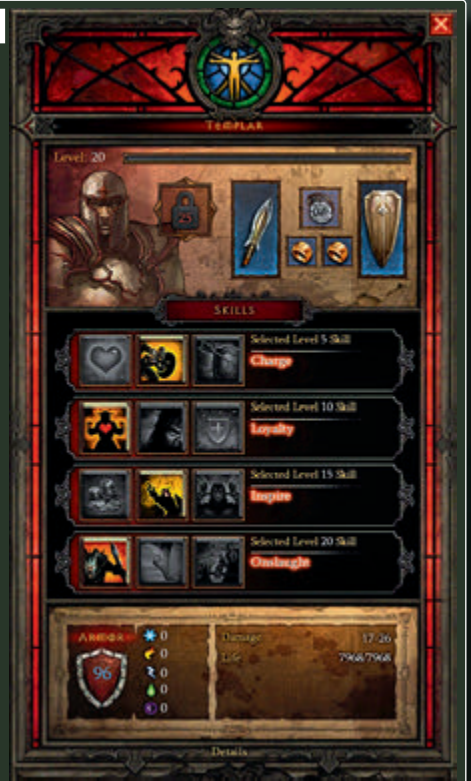 TEMPLAR
Level: 20
25
SKILLS
Selected Level 5 Skill
Charge
Selected Level 10 Skill
Loyalty
Selected Level 15 Skill
Inspire
Selected Level 20 Skill
Onslaught
ARMOR
96
0
0
0
0
0
Damage 17-26
Life 7968/7968
Details